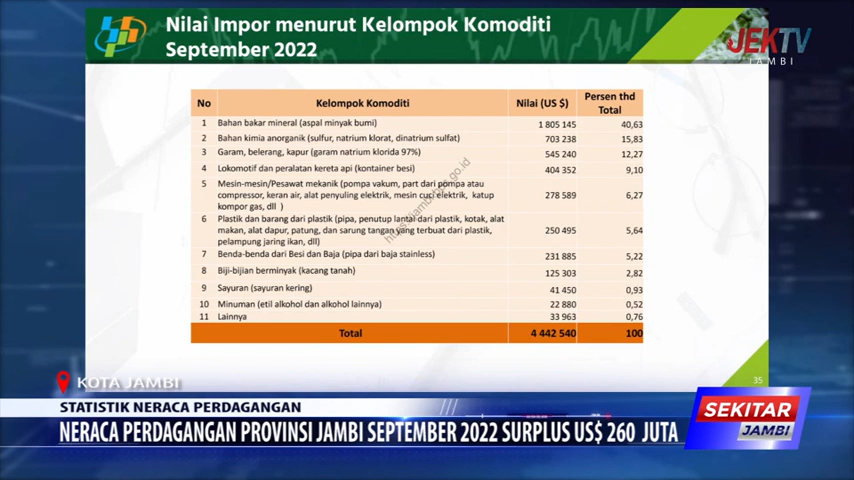 Nilai Impor menurut Kelompok Komoditi
September 2022
JEKTV
JAMBI
No Kelompok Komoditi Nilai (US $) Persen thd
Total
1 Bahan bakar mineral (aspal minyak bumi) 1 805 145 40,63
2 Bahan kimia anorganik (sulfur, natrium klorat, dinatrium sulfat) 703 238 15,83
3 Garam, belerang, kapur (garam natrium klorida 97%) 545 240 12,27
4 Lokomotif dan peralatan kereta api (kontainer besi) 404 352 9,10
5 Mesin-mesin/Pesawat mekanik (pompa vakum, part dari pompa atau
compressor, keran air, alat penyuling elektrik, mesin cuci elektrik, katup
kompor gas, dll ) 278 589 6,27
6 Plastik dan barang dari plastik (pipa, penutup lantai dari plastik, kotak, alat
makan, alat dapur, patung, dan sarung tangan yang terbuat dari plastik,
pelampung jaring ikan, dll) 250 495 5,64
7 Benda-benda dari Besi dan Baja (pipa dari baja stainless) 231 885 5,22
8 Biji-bijian berminyak (kacang tanah) 125 303 2,82
9 Sayuran (sayuran kering) 41 450 0,93
10 Minuman (etil alkohol dan alkohol lainnya) 22 880 0,52
11 Lainnya 33 963 0,76
Total 4 442 540 100
35
KOTA JAMBI
STATISTIK NERACA PERDAGANGAN
NERACA PERDAGANGAN PROVINSI JAMBI SEPTEMBER 2022 SURPLUS US$ 260 JUTA
SEKITAR
JAMBI